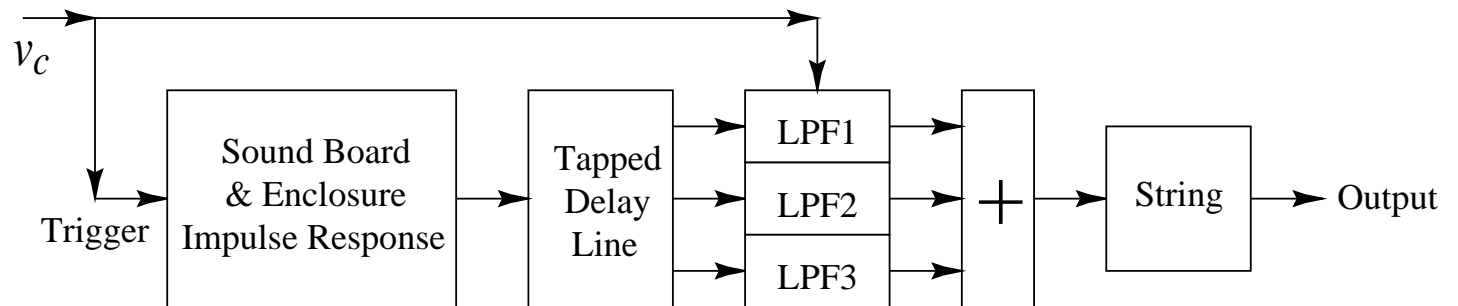 v_c
Trigger
Sound Board
& Enclosure
Impulse Response
Tapped
Delay
Line
LPF1
LPF2
LPF3
+
String
Output